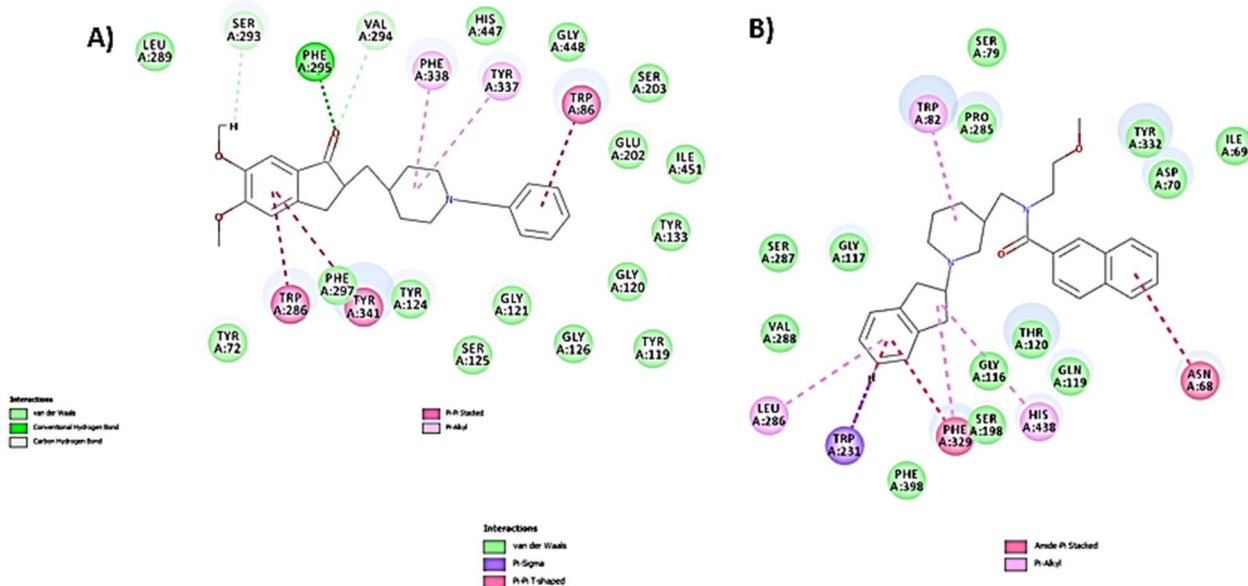 A)
LEU
A:289
SER
A:293
PHE
A:295
VAL
A:294
HIS
A:447
GLY
A:448
PHE
A:338
TYR
A:337
TRP
A:86
SER
A:203
GLU
A:202
ILE
A:451
TYR
A:133
GLY
A:120
TYR
A:119
GLY
A:126
GLY
A:121
SER
A:125
TYR
A:124
TYR
A:341
PHE
A:297
TRP
A:286
TYR
A:72
H
O
O
O
N
Interactions
van der Waals
Conventional Hydrogen Bond
Carbon Hydrogen Bond
Pi-Pi Stacked
Pi-Alkyl
B)
SER
A:79
TRP
A:82
PRO
A:285
TYR
A:332
ILE
A:69
ASP
A:70
SER
A:287
GLY
A:117
VAL
A:288
THR
A:120
GLY
A:116
GLN
A:119
ASN
A:68
LEU
A:286
TRP
A:231
PHE
A:329
SER
A:198
HIS
A:438
PHE
A:398
O
N
O
N
H
Interactions
van der Waals
Pi-Sigma
Pi-Pi T-shaped
Amide-Pi Stacked
Pi-Alkyl